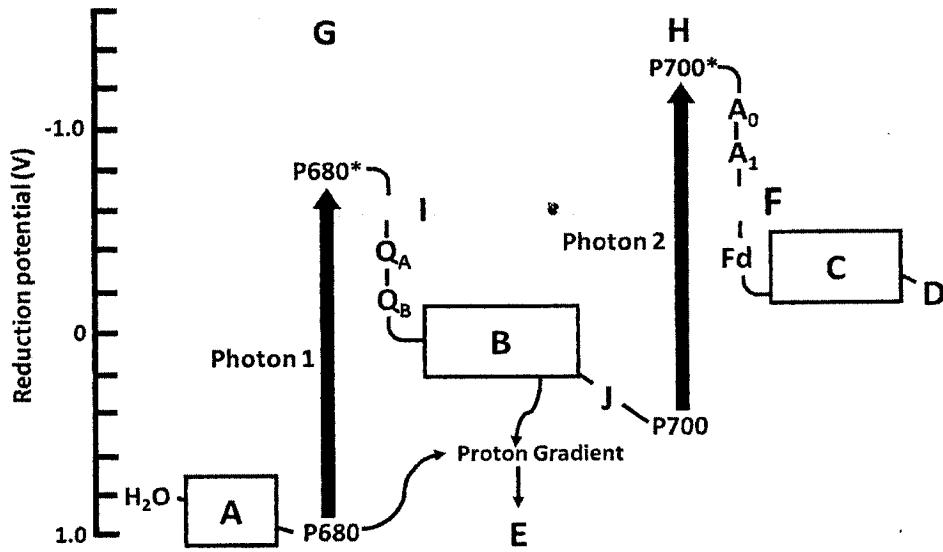 G
H
P700*
A0
-1.0
A1
P680*
I
F
Photon 2
QA
Fd
C
D
QB
0
B
Photon 1
J
P700
Proton Gradient
H2O
A
P680
E
1.0
Reduction potential (V)